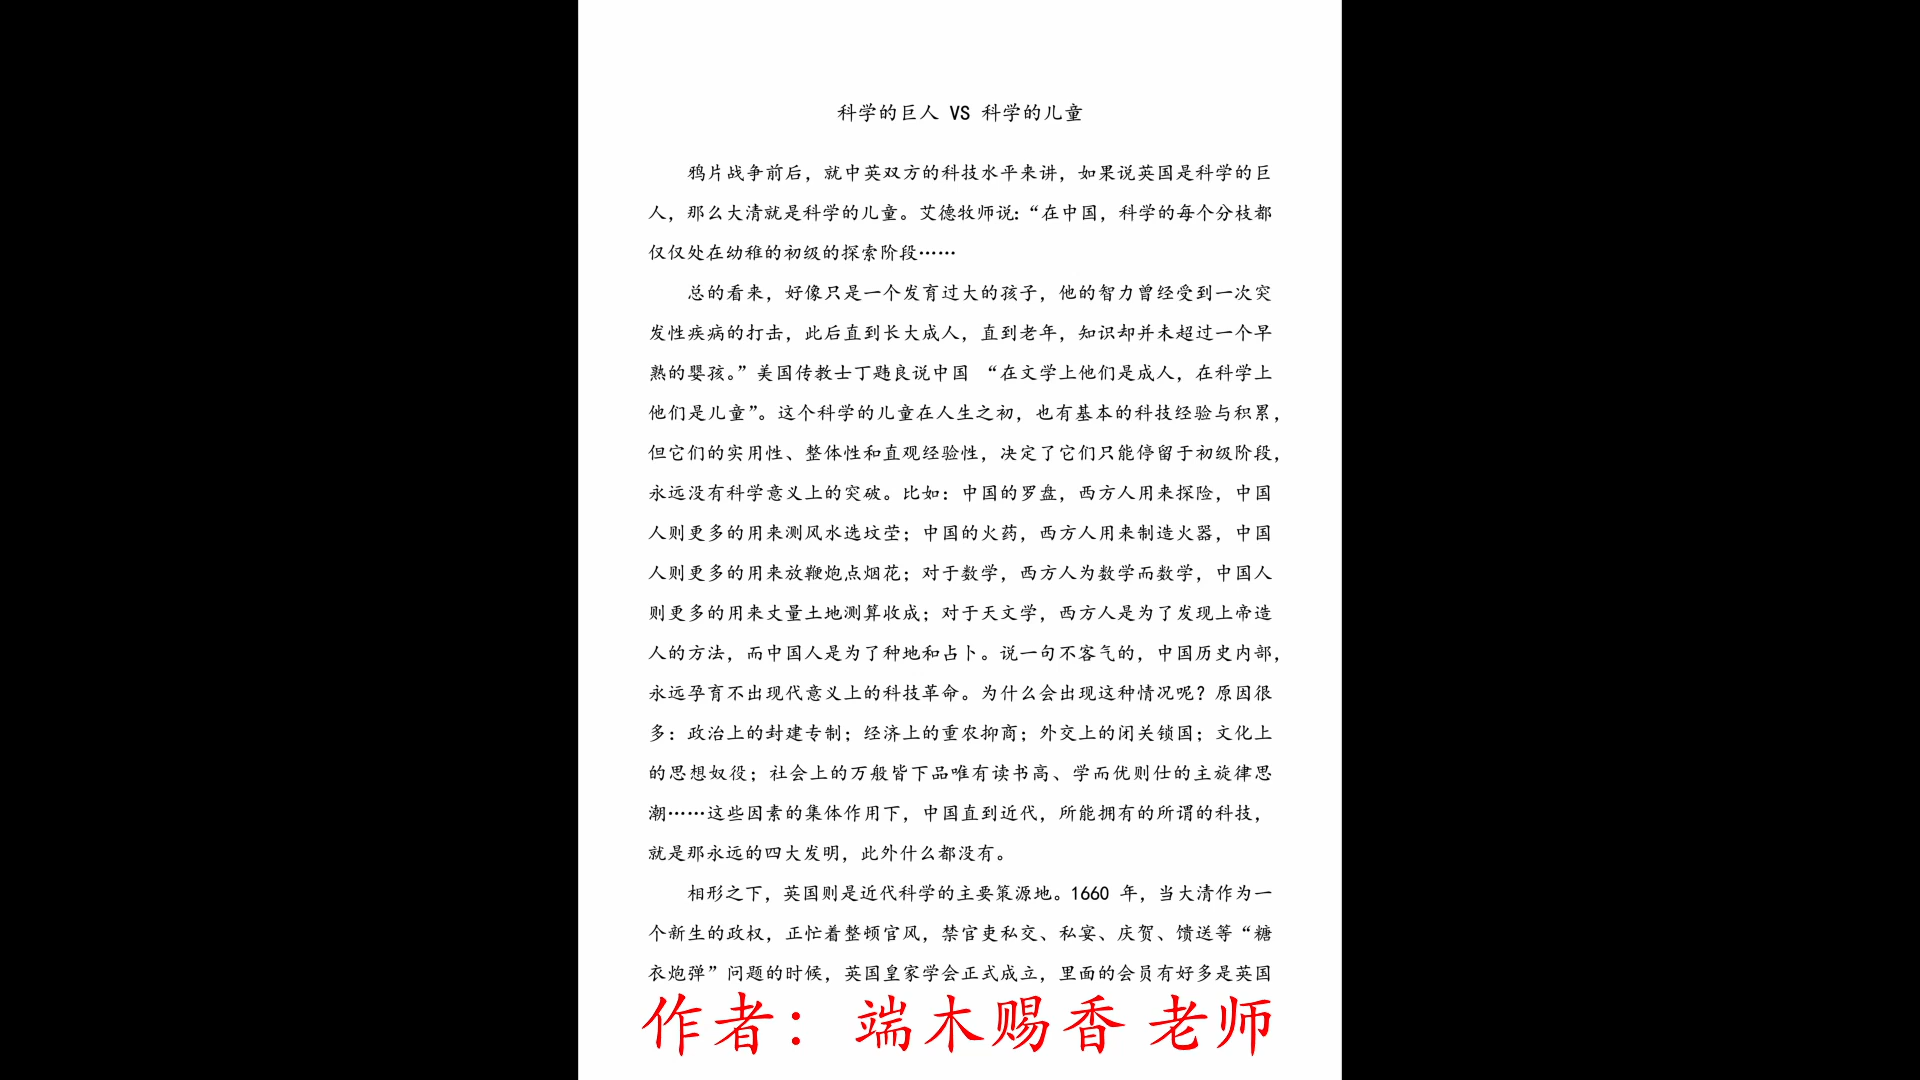 科学的巨人 VS 科学的儿童
鸦片战争前后，就中英双方的科技水平来讲，如果说英国是科学的巨
人，那么大清就是科学的儿童。艾德牧师说：“在中国，科学的每个分枝都
仅仅处在幼稚的初级的探索阶段……
总的看来，好像只是一个发育过大的孩子，他的智力曾经受到一次突
发性疾病的打击，此后直到长大成人，直到老年，知识却并未超过一个早
熟的婴孩。”美国传教士丁韪良说中国 “在文学上他们是成人，在科学上
他们是儿童”。这个科学的儿童在人生之初，也有基本的科技经验与积累，
但它们的实用性、整体性和直观经验性，决定了它们只能停留于初级阶段，
永远没有科学意义上的突破。比如：中国的罗盘，西方人用来探险，中国
人则更多的用来测风水选坟茔；中国的火药，西方人用来制造火器，中国
人则更多的用来放鞭炮点烟花；对于数学，西方人为数学而数学，中国人
则更多的用来丈量土地测算收成；对于天文学，西方人是为了发现上帝造
人的方法，而中国人是为了种地和占卜。说一句不客气的，中国历史内部，
永远孕育不出现代意义上的科技革命。为什么会出现这种情况呢？原因很
多：政治上的封建专制；经济上的重农抑商；外交上的闭关锁国；文化上
的思想奴役；社会上的万般皆下品唯有读书高、学而优则仕的主旋律思
潮……这些因素的集体作用下，中国直到近代，所能拥有的所谓的科技，
就是那永远的四大发明，此外什么都没有。
相形之下，英国则是近代科学的主要策源地。1660 年，当大清作为一
个新生的政权，正忙着整顿官风，禁官吏私交、私宴、庆贺、馈送等“糖
衣炮弹”问题的时候，英国皇家学会正式成立，里面的会员有好多是英国
作者：端木赐香 老师